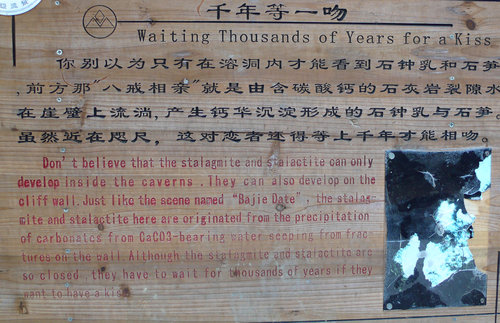 千年等一吻
Waiting Thousands of Years for a Kiss
你别以为只有在溶洞内才能看到石钟乳和石笋
,前方那"八戒相亲"就是由含碳酸钙的石灰岩裂隙水
在崖壁上流淌,产生钙华沉淀形成的石钟乳与石笋。
虽然近在咫尺，这对恋者还得等上千年才能相吻。
Don't believe that the stalagmite and stalactite can only
develop inside the caverns. They can also develop on the
cliff wall. Just like the scene named "Bajie Date", the stalag-
mite and stalactite here are originated from the precipitation
of carbonates from CaCO3-bearing water seeping from frac-
tures on the wall. Although the stalagmite and stalactite are
so closed, they have to wait for thousands of years if they
want to have a kiss